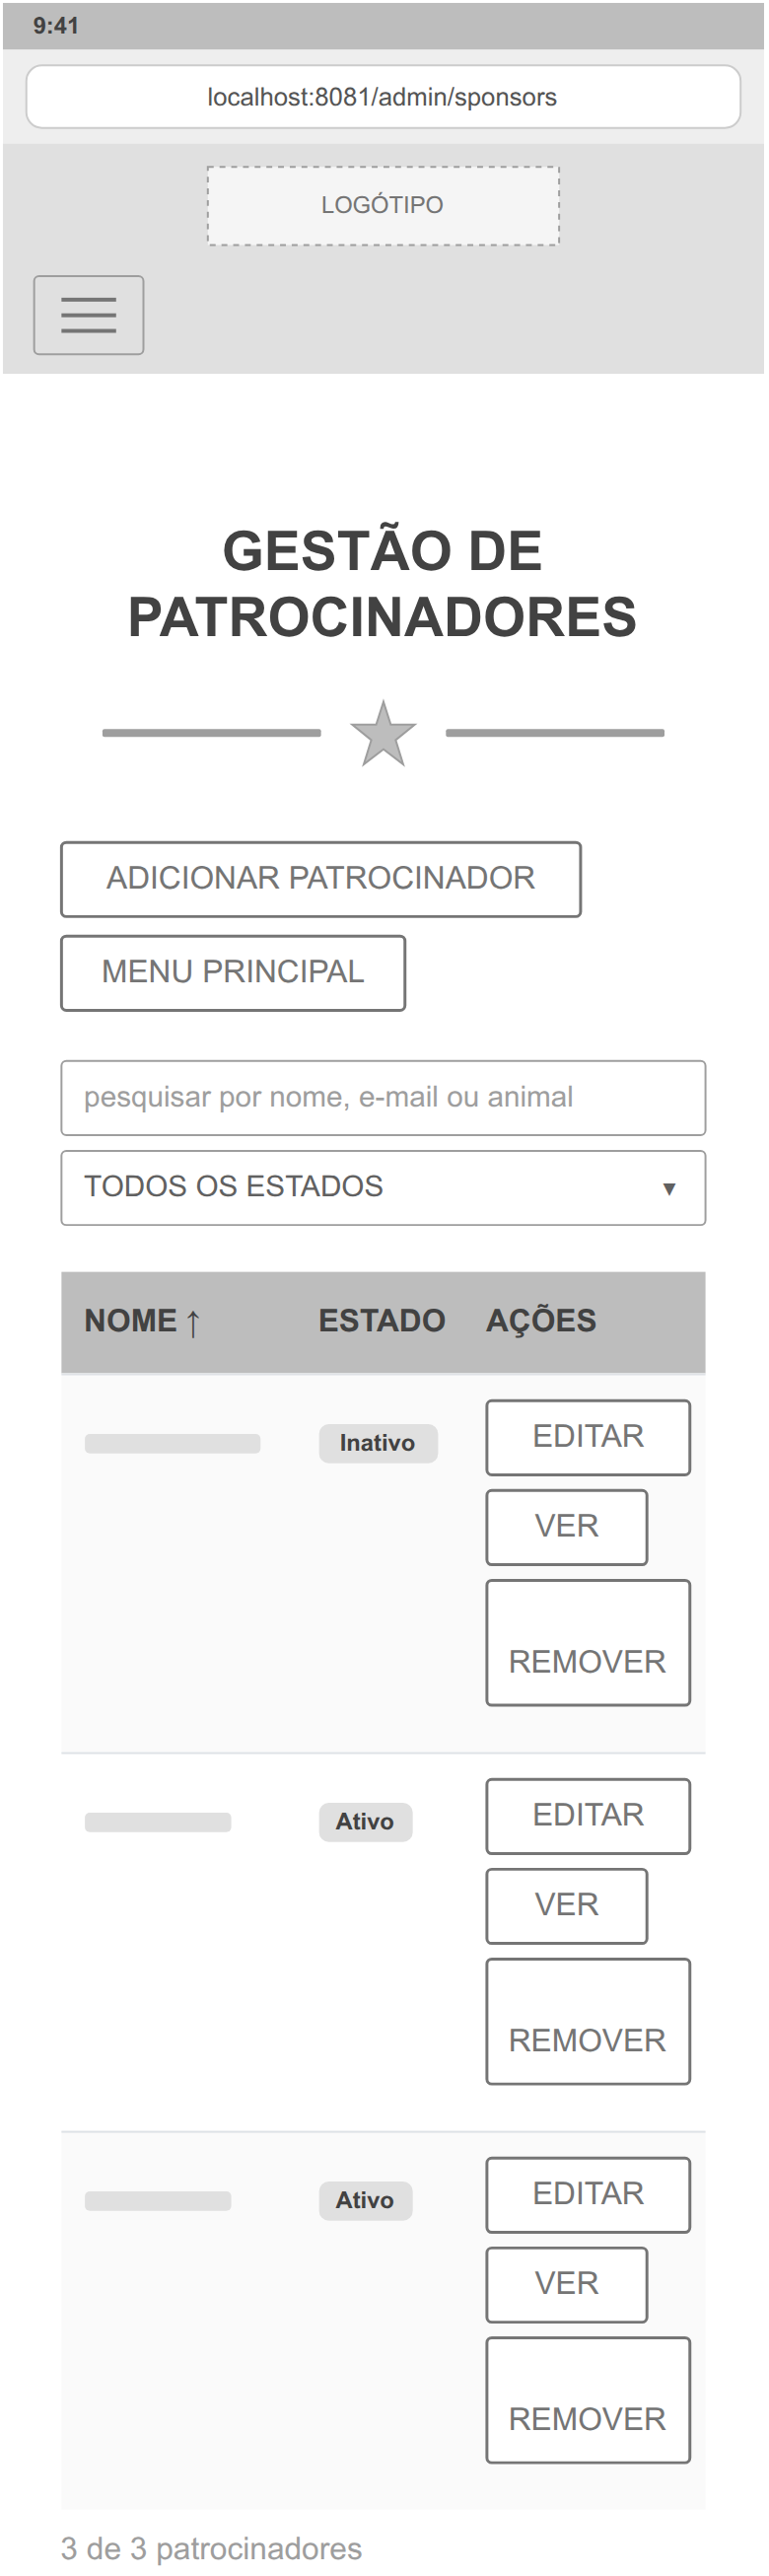 9:41
localhost:8081/admin/sponsors
LOGÓTIPO
GESTÃO DE
PATROCINADORES
ADICIONAR PATROCINADOR
MENU PRINCIPAL
pesquisar por nome, e-mail ou animal
TODOS OS ESTADOS ▼
NOME ↑ ESTADO AÇÕES
Inativo EDITAR
VER
REMOVER
Ativo EDITAR
VER
REMOVER
Ativo EDITAR
VER
REMOVER
3 de 3 patrocinadores